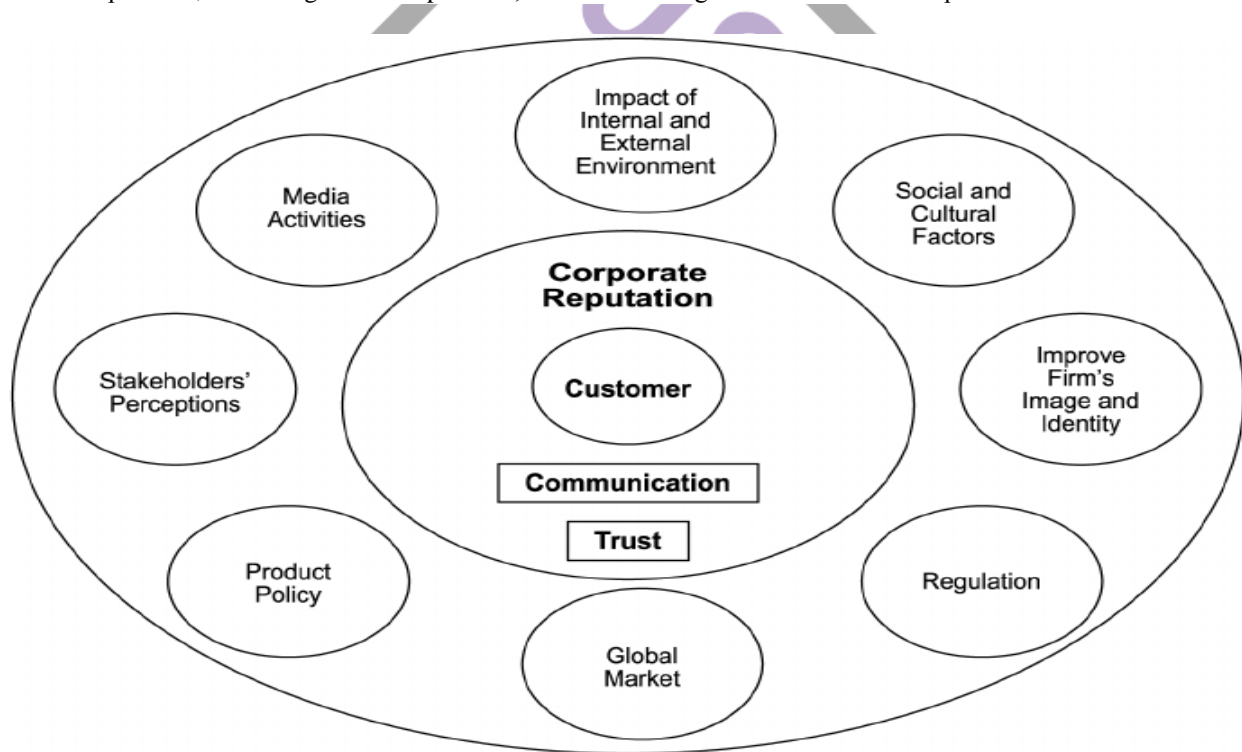 Impact of
Internal and
External
Environment
Media
Activities
Social and
Cultural
Factors
Corporate
Reputation
Customer
Stakeholders'
Perceptions
Improve
Firm's
Image and
Identity
Communication
Trust
Product
Policy
Regulation
Global
Market